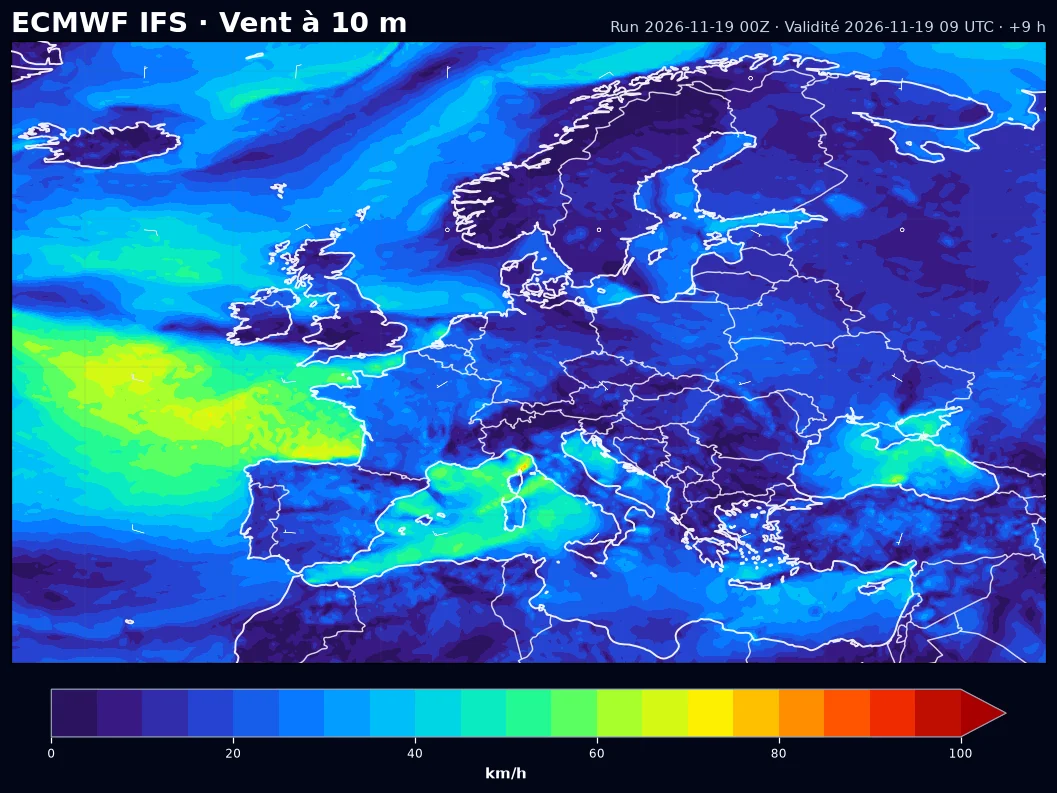 ECMWF IFS · Vent à 10 m
Run 2026-11-19 00Z · Validité 2026-11-19 09 UTC · +9 h
0 20 40 60 80 100
km/h